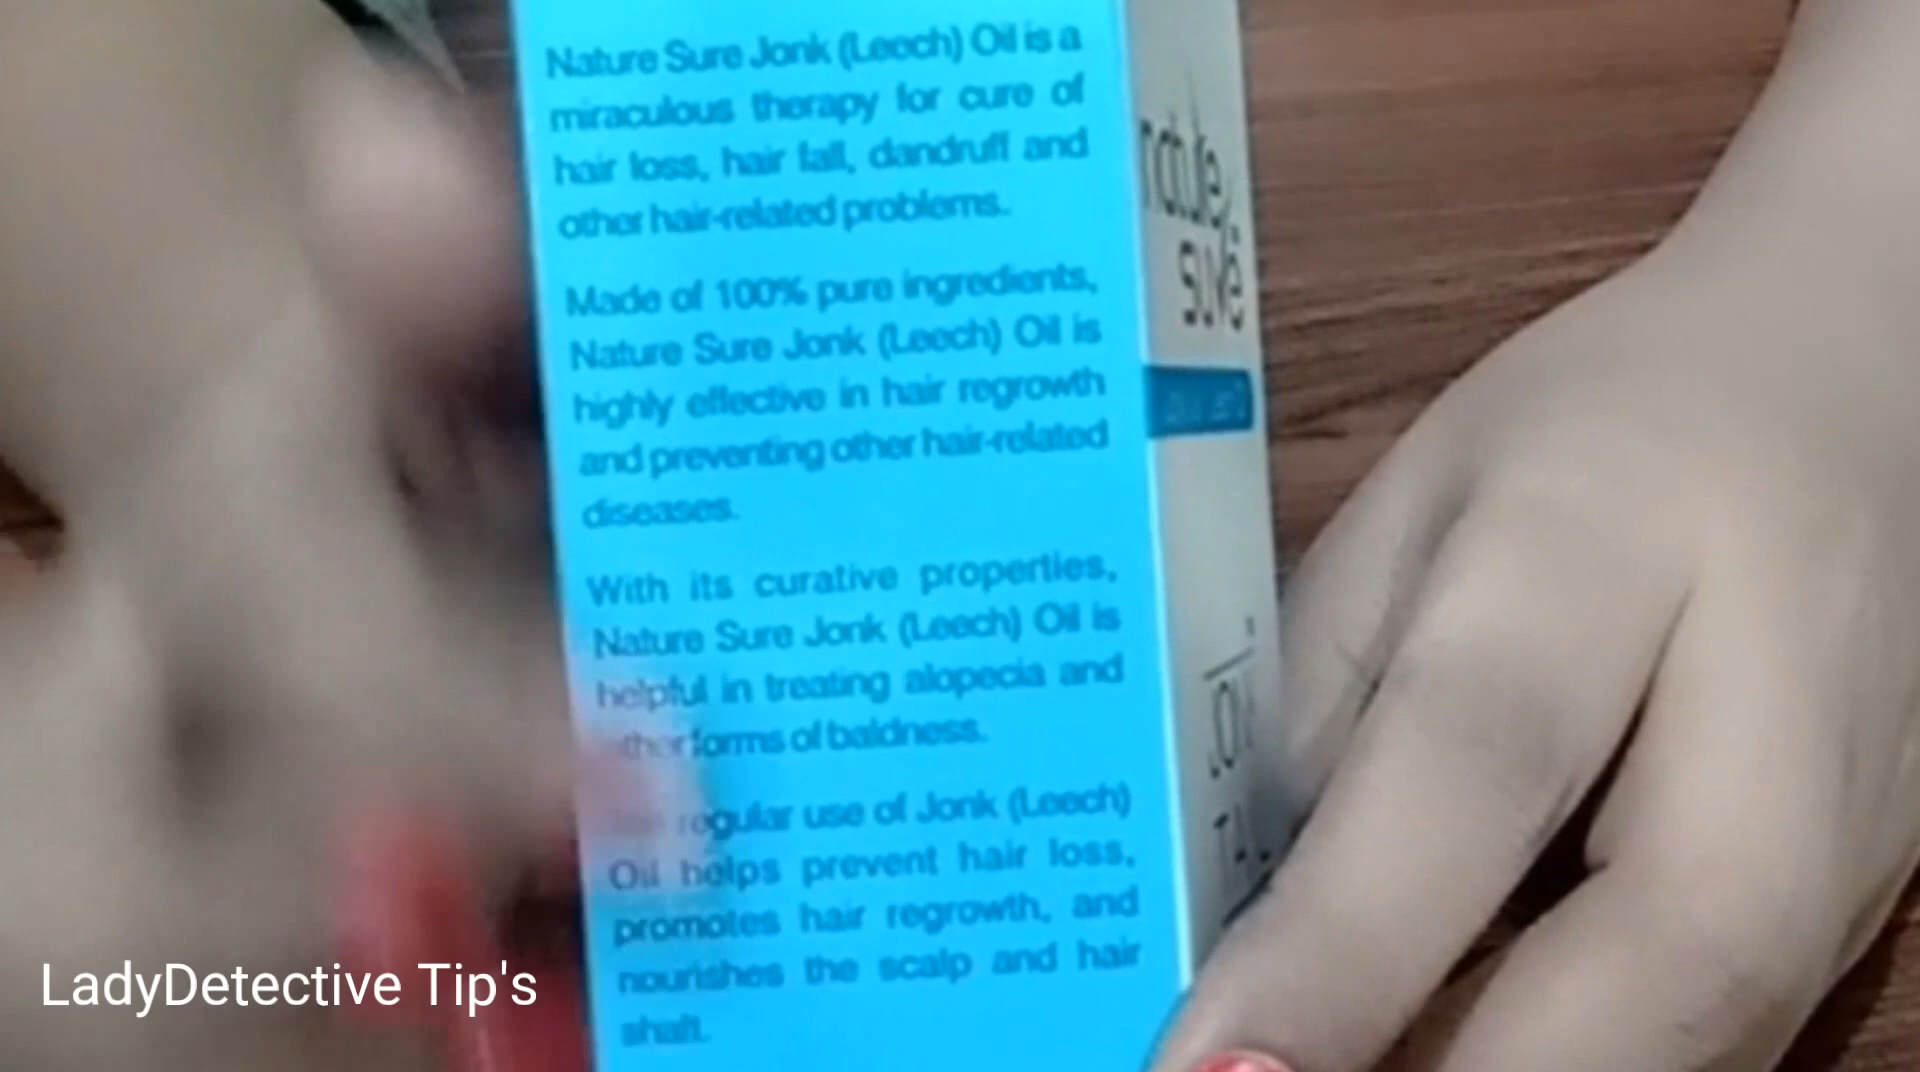 Nature Sure Jonk (Leech) Oil is a
miraculous therapy for cure of
hair loss, hair fall, dandruff and
other hair-related problems.
Made of 100% pure ingredients,
Nature Sure Jonk (Leech) Oil is
highly effective in hair regrowth
and preventing other hair-related
diseases.
With its curative properties,
Nature Sure Jonk (Leech) Oil is
helpful in treating alopecia and
other forms of baldness.
regular use of Jonk (Leech)
Oil helps prevent hair loss,
promotes hair regrowth, and
nourishes the scalp and hair
shaft.
nature
sure
LadyDetective Tip's